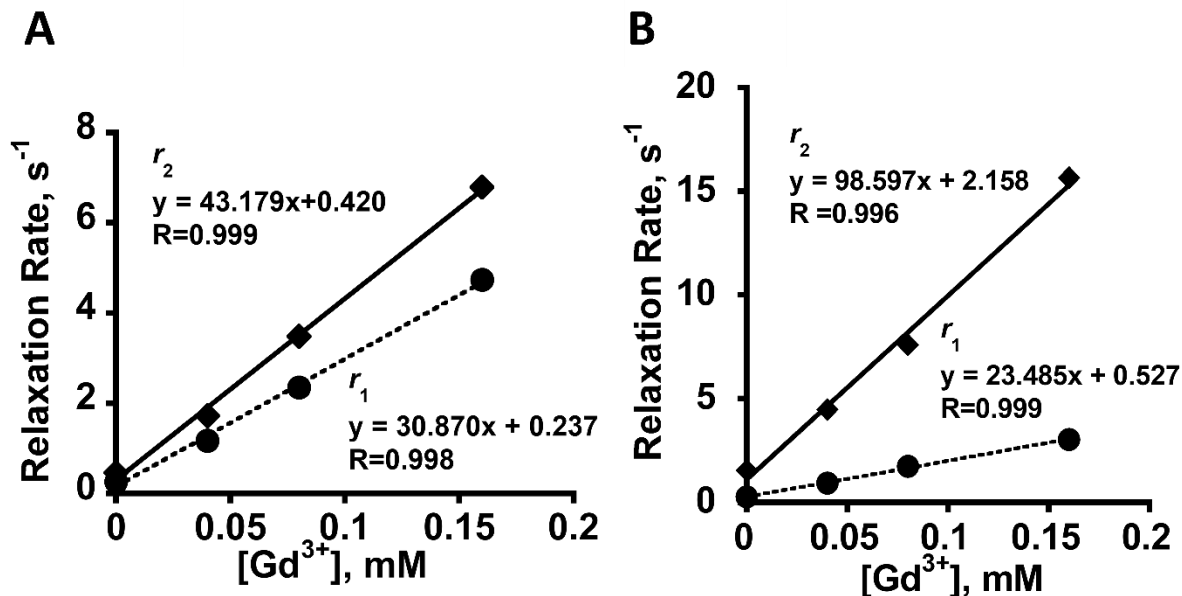 A
Relaxation Rate, s-1
8
6
4
2
0
r2
y = 43.179x+0.420
R=0.999
r1
y = 30.870x + 0.237
R=0.998
0 0.05 0.1 0.15 0.2
[Gd3+], mM
B
Relaxation Rate, s-1
20
15
10
5
0
r2
y = 98.597x + 2.158
R =0.996
r1
y = 23.485x + 0.527
R=0.999
0 0.05 0.1 0.15 0.2
[Gd3+], mM